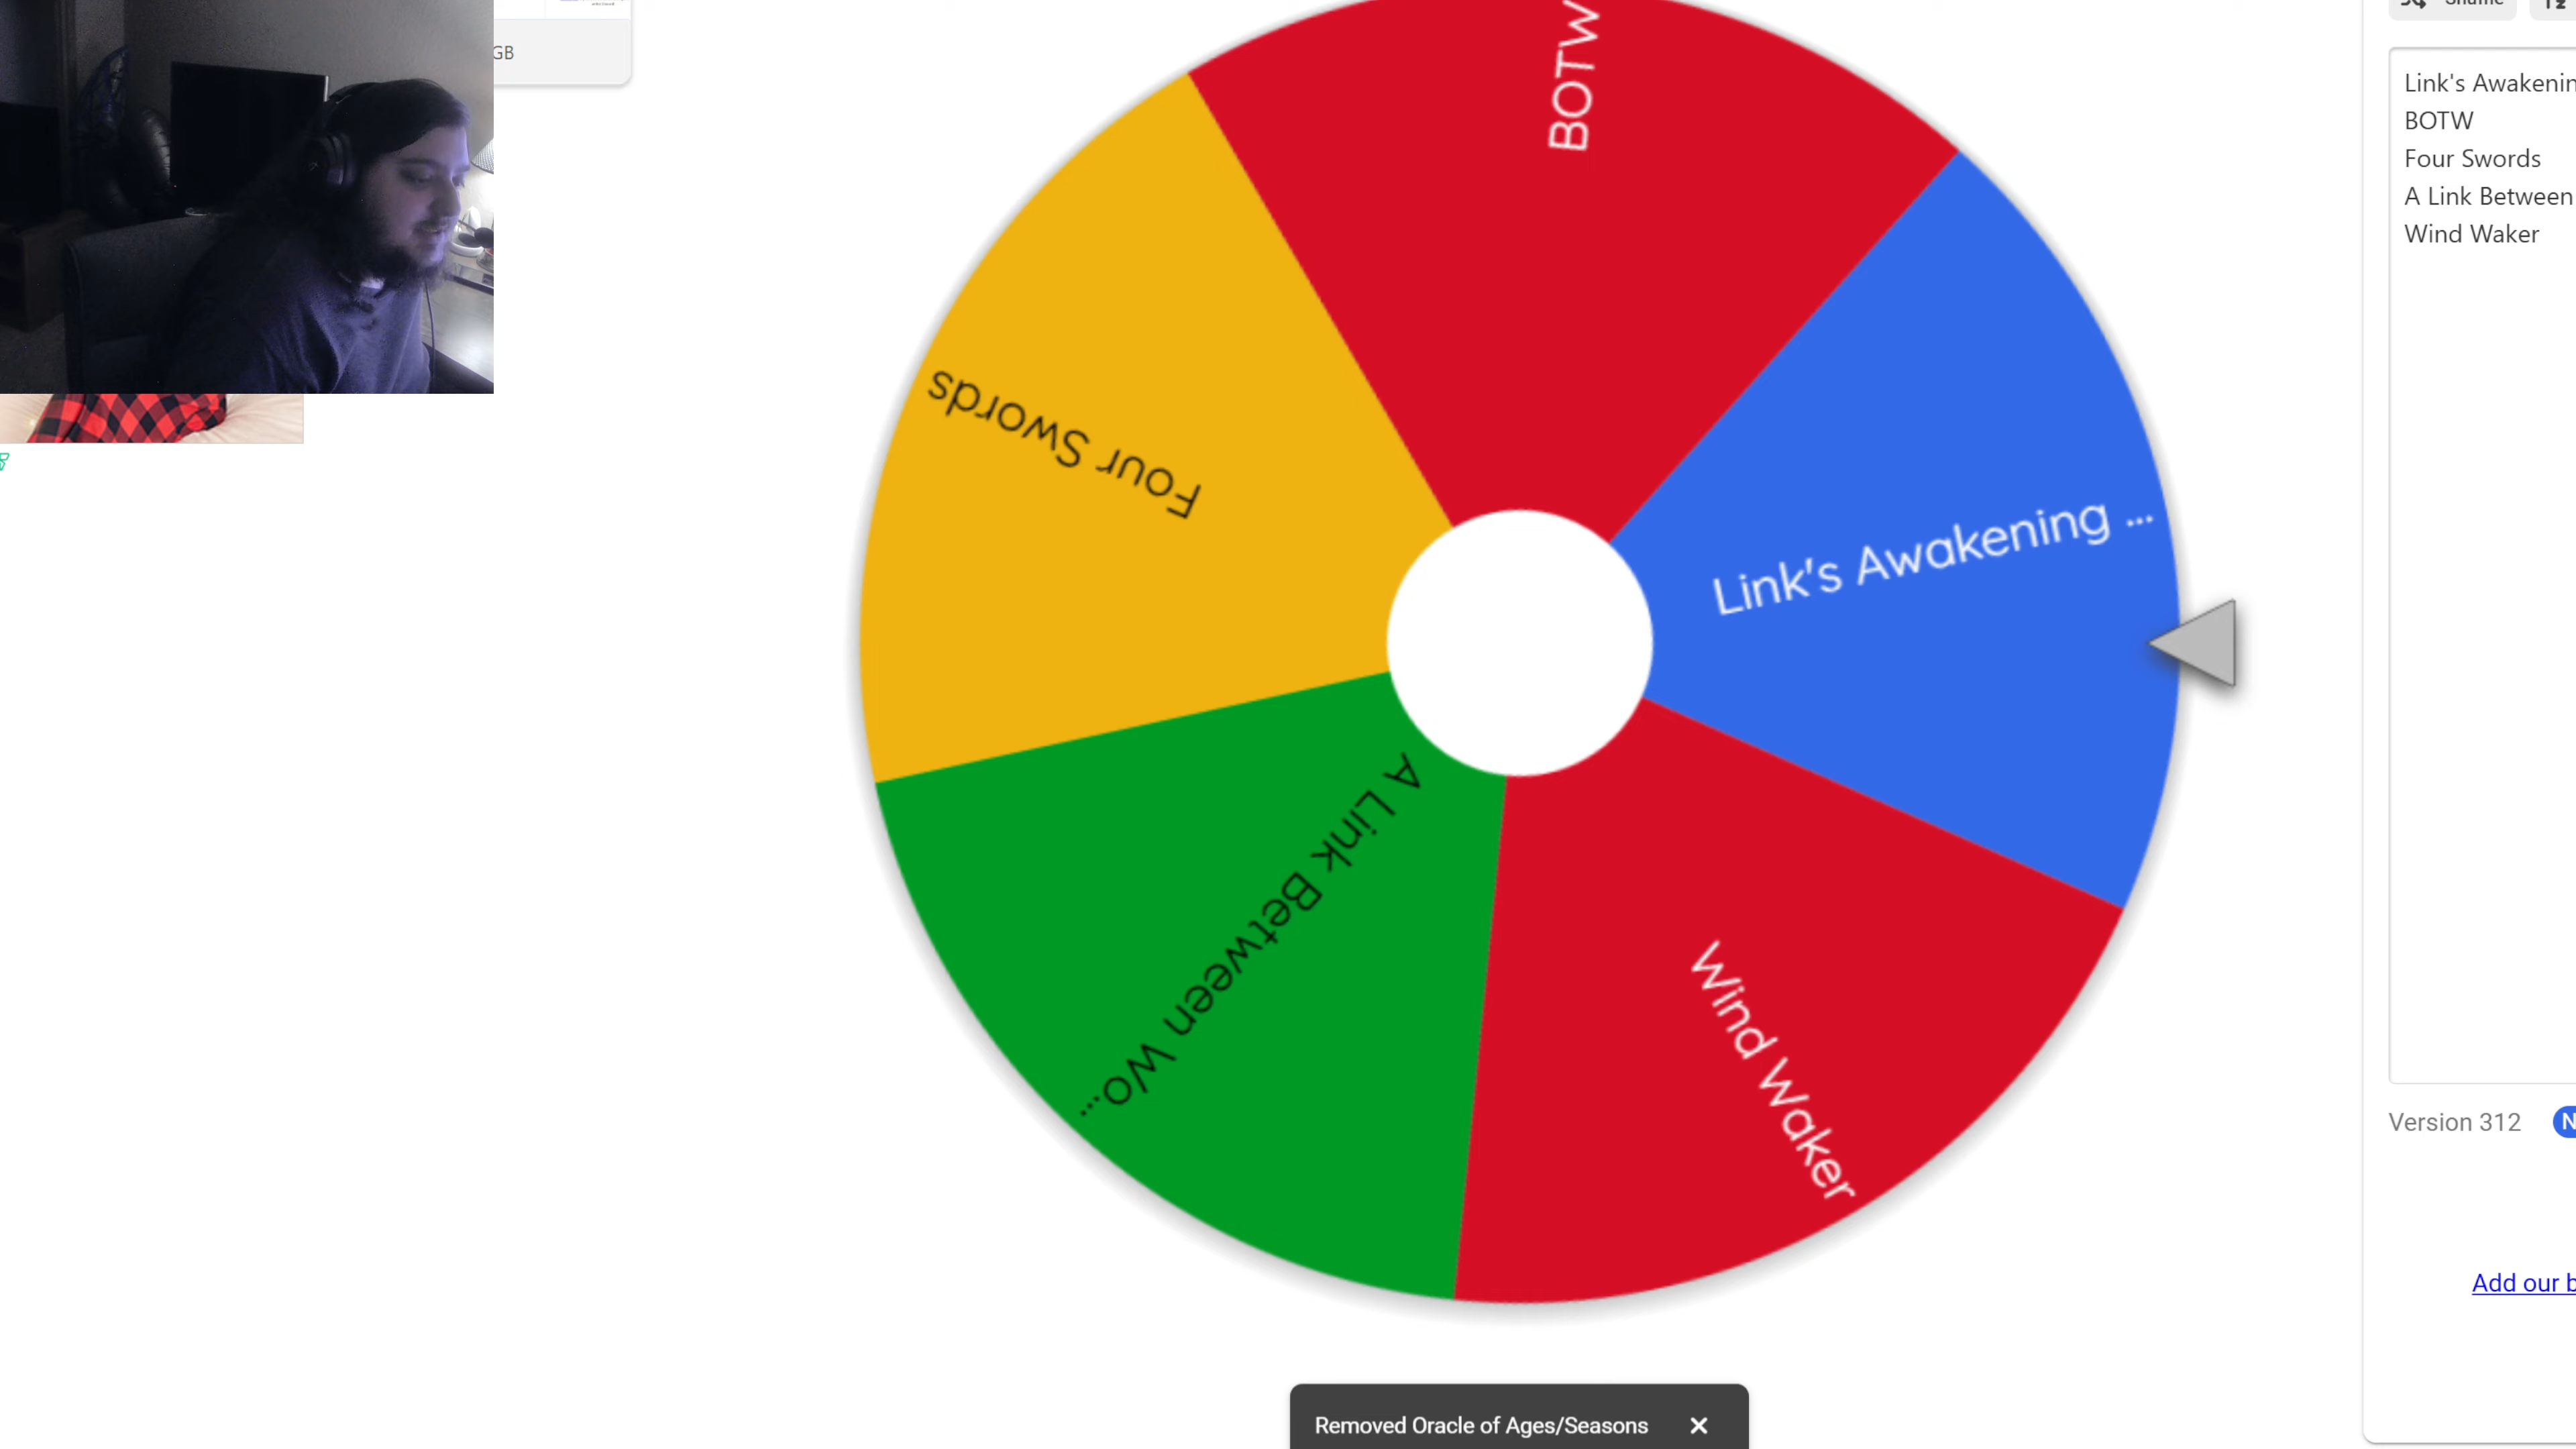 GB
BOTW
Four Swords
Link's Awakening ...
A Link Between Wo...
Wind Waker
Shuffle
Link's Awakenin
BOTW
Four Swords
A Link Between
Wind Waker
Version 312
N
Add our b
Removed Oracle of Ages/Seasons